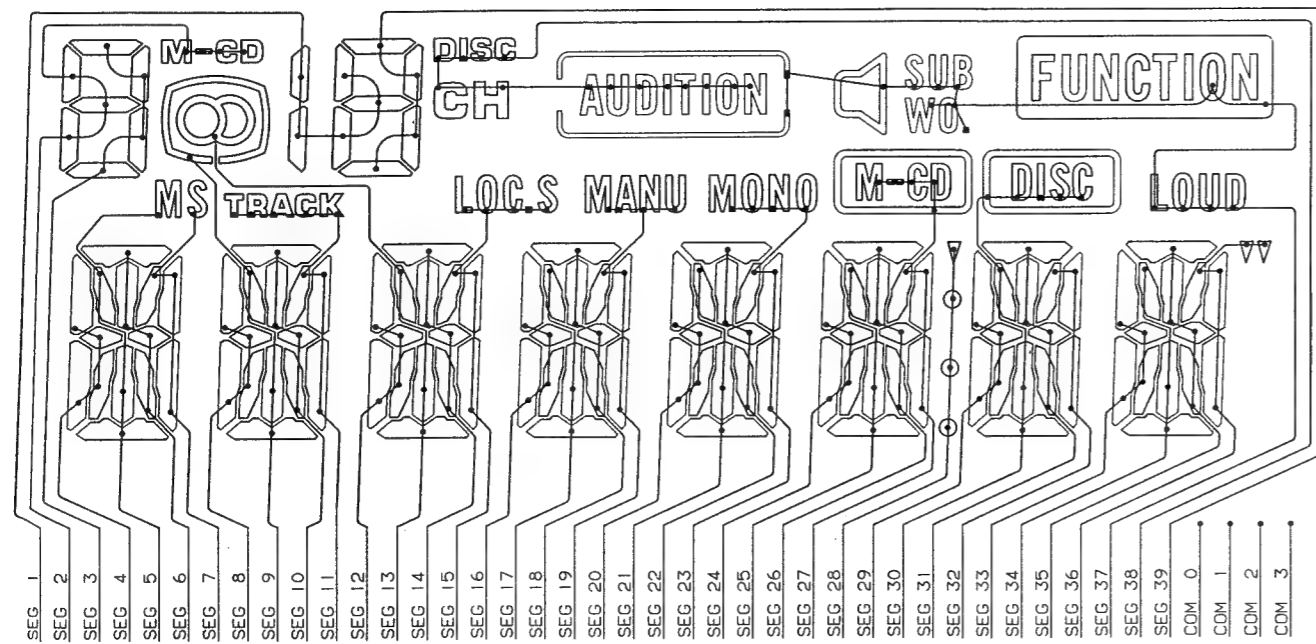 M-CD
DISC
CH
AUDITION
SUB
WO
FUNCTION
MS
TRACK
LOC.S
MANU
MONO
M-CD
DISC
LOUD
SEG 1
SEG 2
SEG 3
SEG 4
SEG 5
SEG 6
SEG 7
SEG 8
SEG 9
SEG 10
SEG 11
SEG 12
SEG 13
SEG 14
SEG 15
SEG 16
SEG 17
SEG 18
SEG 19
SEG 20
SEG 21
SEG 22
SEG 23
SEG 24
SEG 25
SEG 26
SEG 27
SEG 28
SEG 29
SEG 30
SEG 31
SEG 32
SEG 33
SEG 34
SEG 35
SEG 36
SEG 37
SEG 38
SEG 39
COM 0
COM 1
COM 2
COM 3